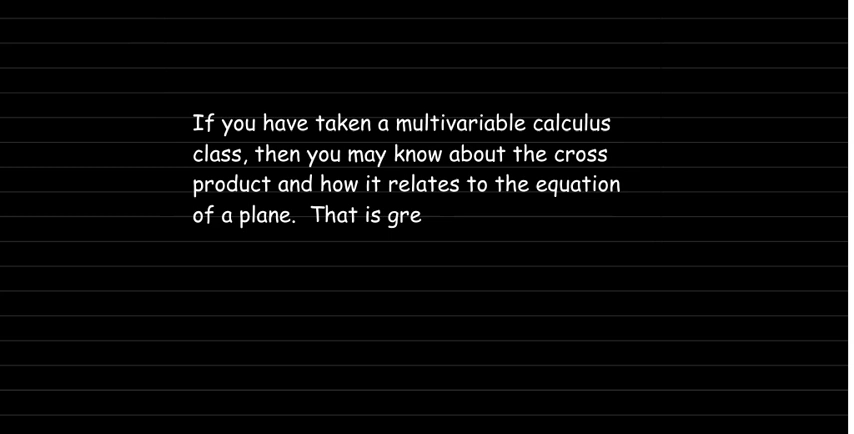 If you have taken a multivariable calculus
class, then you may know about the cross
product and how it relates to the equation
of a plane.  That is gre